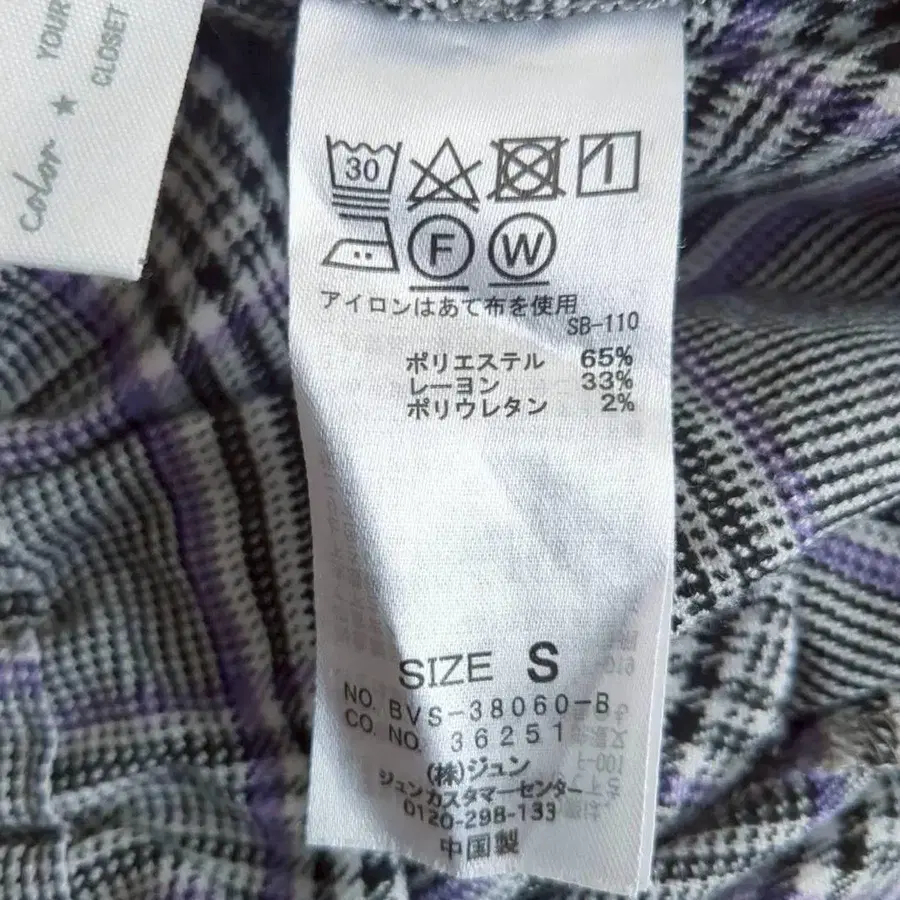 color ★ YOUR CLOSET
30
F W
アイロンはあて布を使用
SB-110
ポリエステル 65%
レーヨン 33%
ポリウレタン 2%
SIZE S
NO. BVS-38060-B
CO. NO. 36251
(株)ジュン
ジュンカスタマーセンター
0120-298-133
中国製